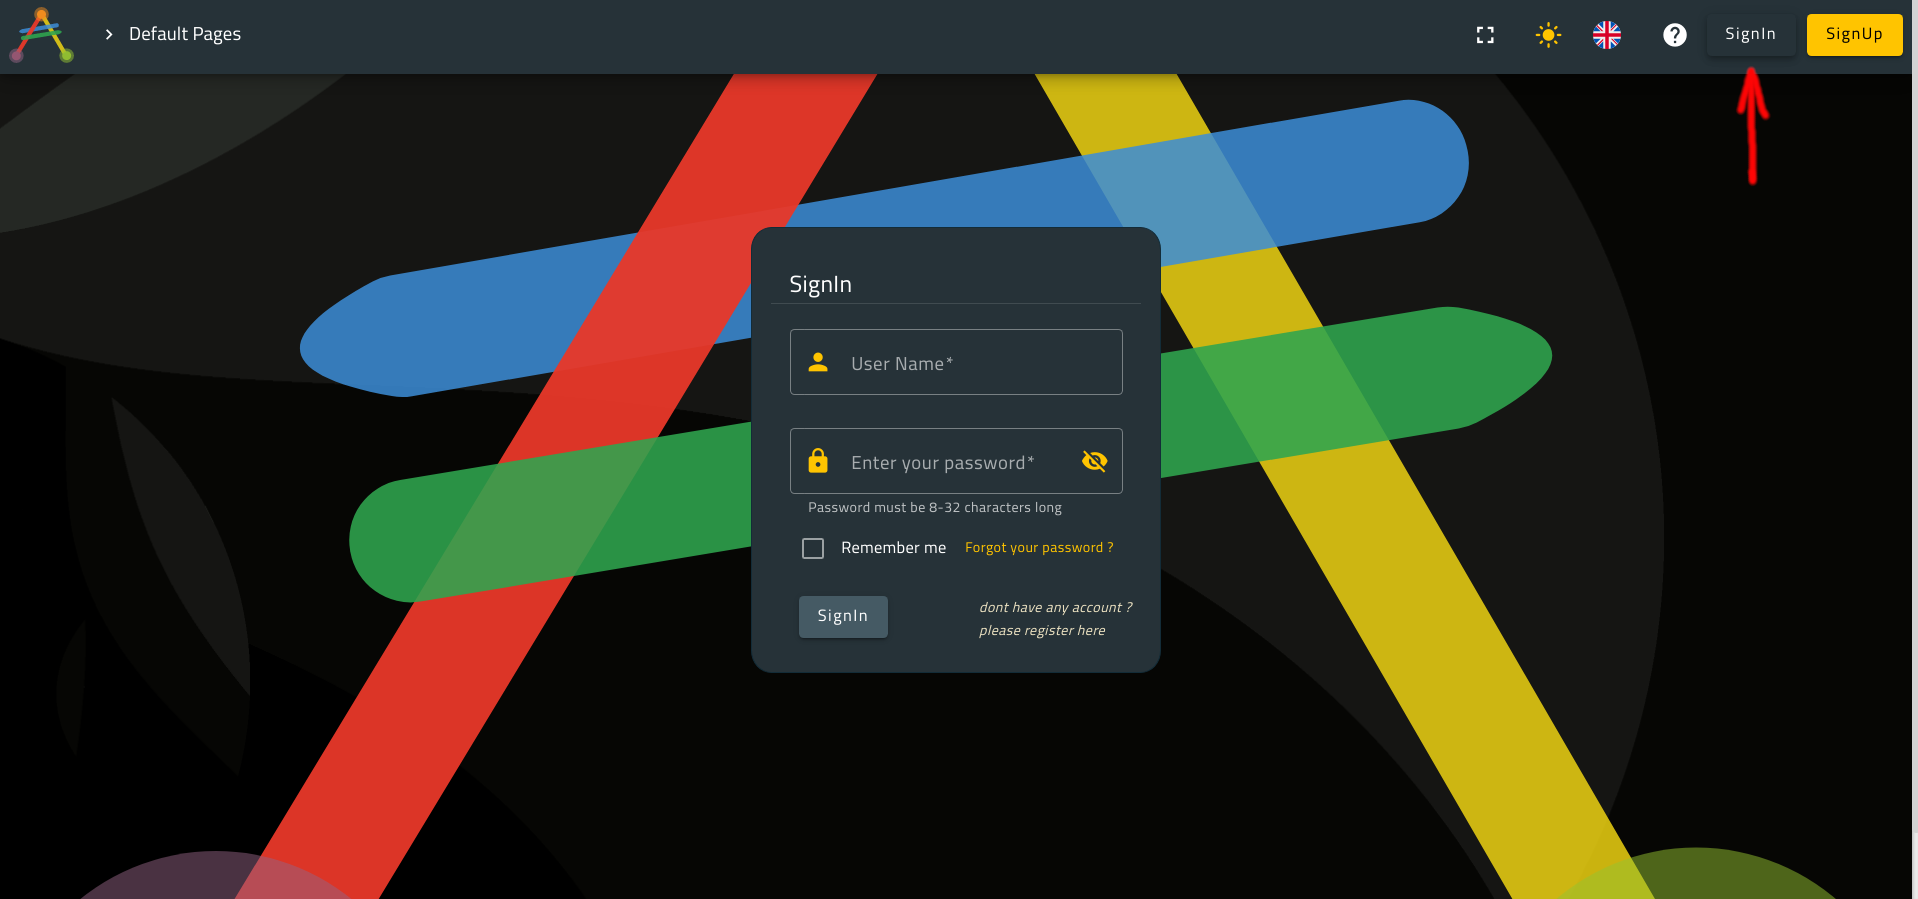 Default Pages
SignIn
SignUp
SignIn
User Name*
Enter your password*
Password must be 8-32 characters long
Remember me
Forgot your password ?
SignIn
dont have any account ?
please register here